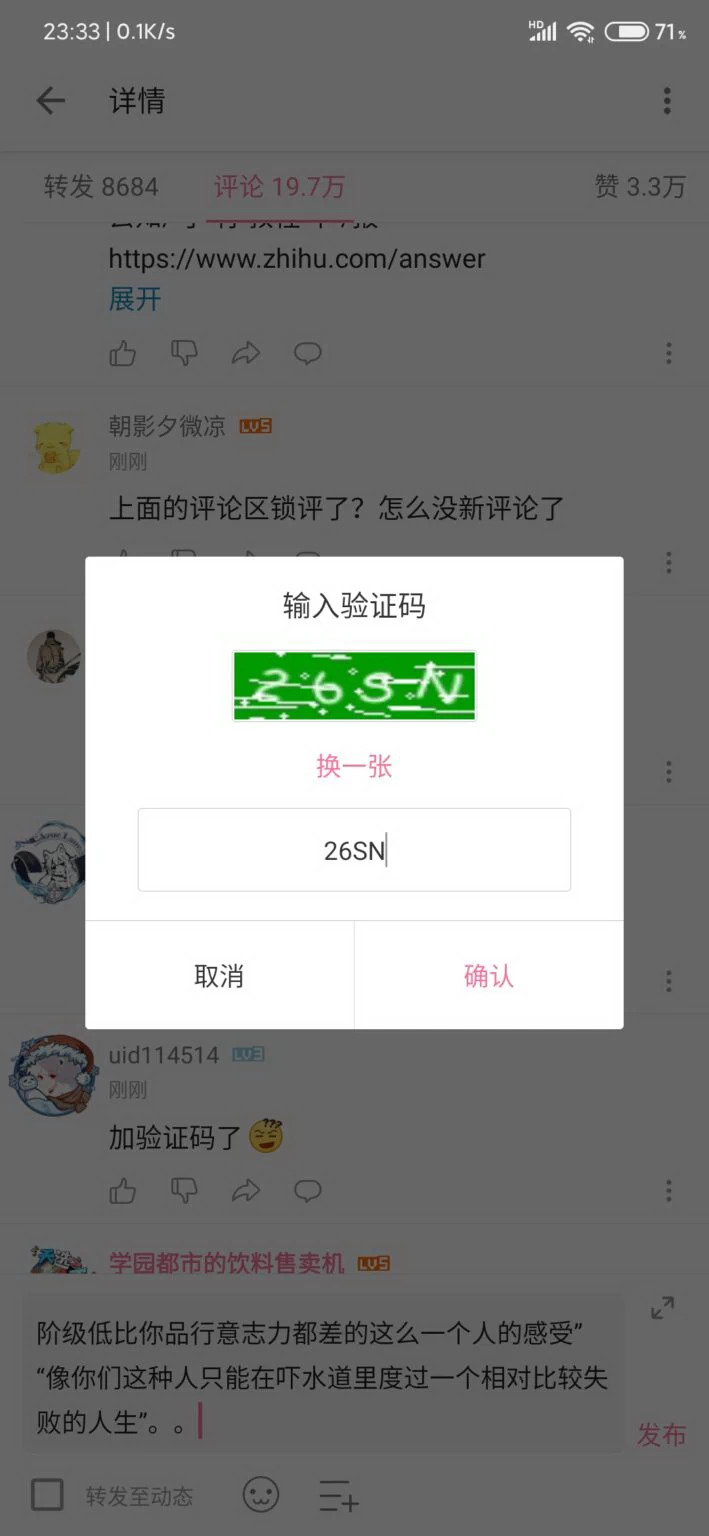 23:33 | 0.1K/s HD 71%
详情
转发 8684 评论 19.7万 赞 3.3万
https://www.zhihu.com/answer
展开
朝影夕微凉 LV5
刚刚
上面的评论区锁评了？怎么没新评论了
输入验证码
26SN
换一张
26SN
取消 确认
uid114514 LV3
刚刚
加验证码了
学园都市的饮料售卖机 LV5
阶级低比你品行意志力都差的这么一个人的感受”
“像你们这种人只能在吓水道里度过一个相对比较失
败的人生”。。
发布
转发至动态